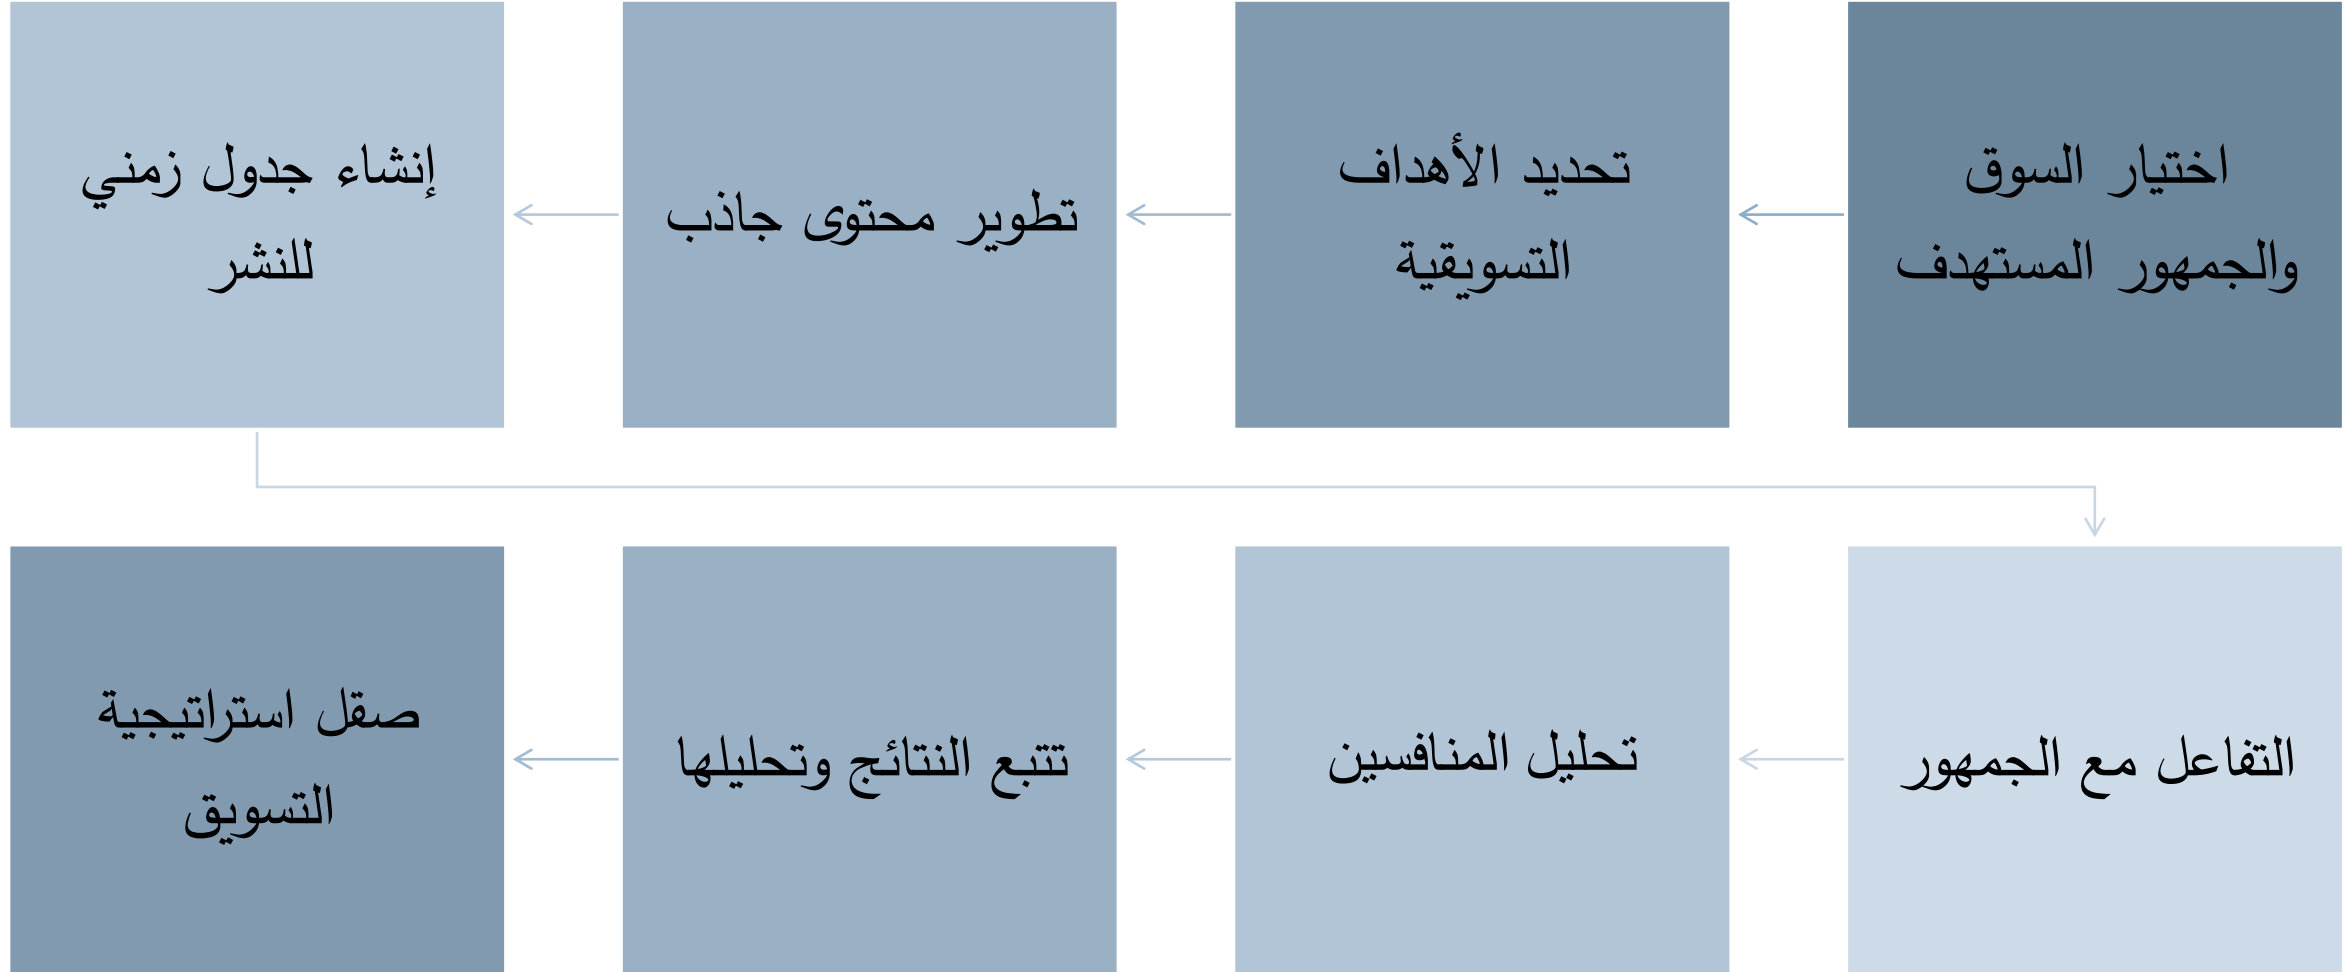 اختيار السوق
والجمهور المستهدف
تحديد الأهداف
التسويقية
تطوير محتوى جاذب
إنشاء جدول زمني
للنشر
التفاعل مع الجمهور
تحليل المنافسين
تتبع النتائج وتحليلها
صقل استراتيجية
التسويق